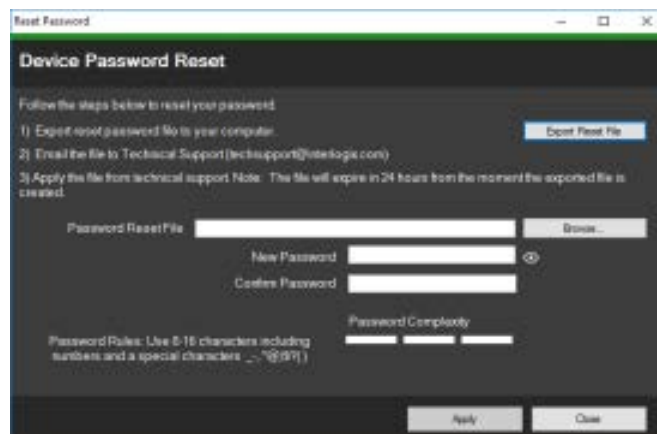 Reset Password
Device Password Reset
Follow the steps below to reset your password.
1) Export reset password file to your computer.
Export Reset File
2) Email the file to Technical Support (techsupport@interlogix.com)
3) Apply the file from technical support. Note: The file will expire in 24 hours from the moment the exported file is
created.
Password Reset File
Browse...
New Password
Confirm Password
Password Complexity
Password Rules: Use 8-16 characters including
numbers and a special characters
Apply
Close